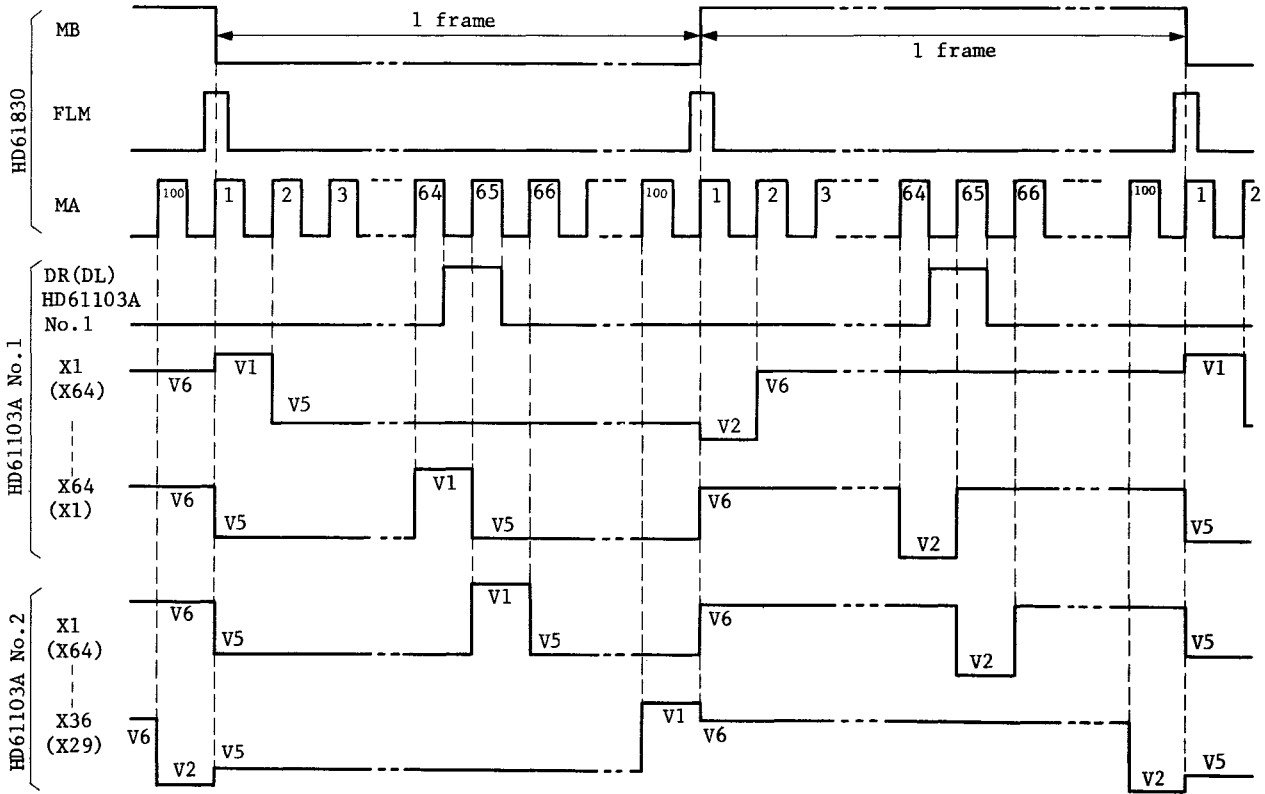 HD61830
MB
1 frame
1 frame
FLM
MA
100 1 2 3 64 65 66 100 1 2 3 64 65 66 100 1 2
HD61103A No.1
DR(DL)
HD61103A
No.1
X1
(X64)
V6 V1 V5 V2 V6 V1
X64
(X1)
V6 V5 V1 V5 V6 V2 V5
HD61103A No.2
X1
(X64)
V6 V5 V1 V5 V6 V2 V5
X36
(X29)
V6 V2 V5 V1 V6 V2 V5